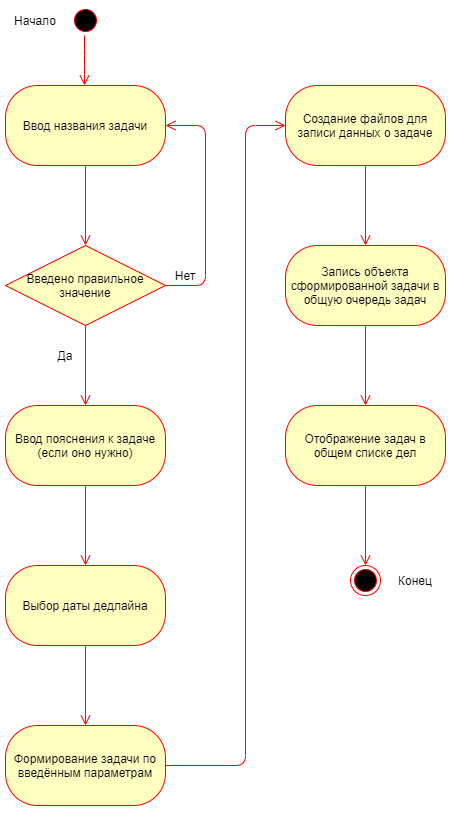 Начало
Ввод названия задачи
Введено правильное
значение
Нет
Да
Ввод пояснения к задаче
(если оно нужно)
Выбор даты дедлайна
Формирование задачи по
введённым параметрам
Создание файлов для
записи данных о задаче
Запись объекта
сформированной задачи в
общую очередь задач
Отображение задач в
общем списке дел
Конец